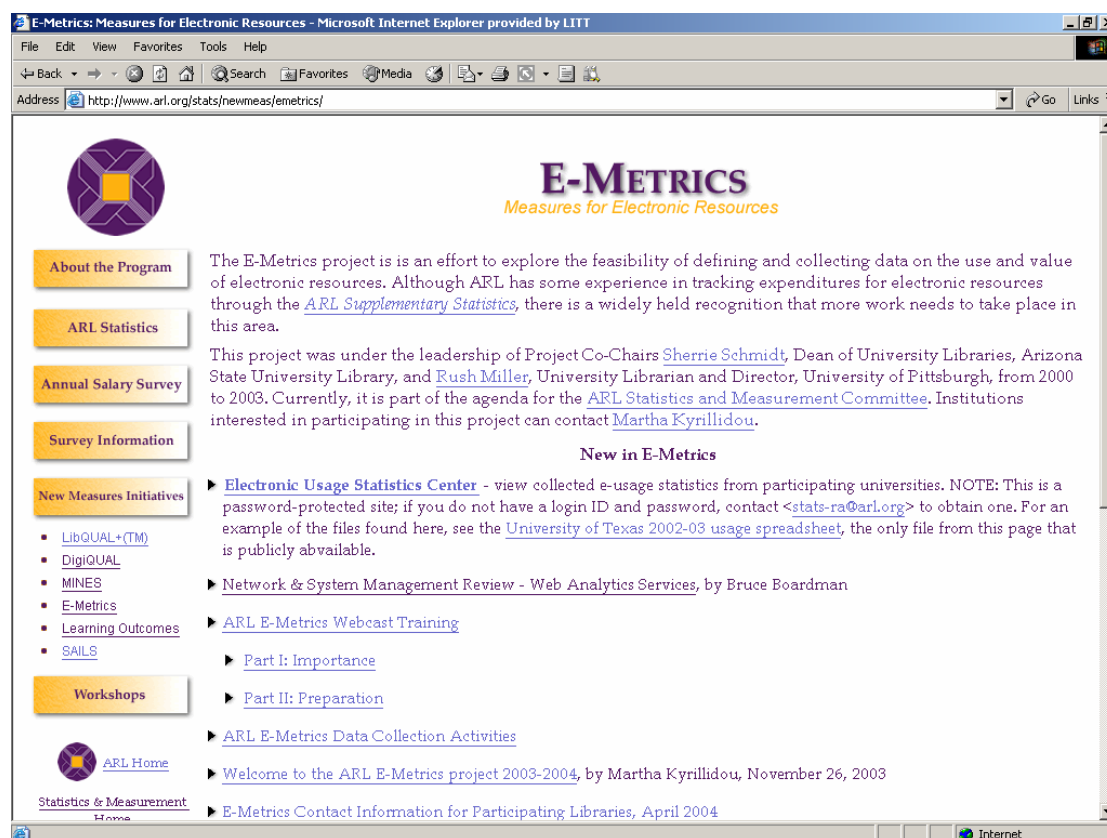 E-Metrics: Measures for Electronic Resources - Microsoft Internet Explorer provided by LITT
File Edit View Favorites Tools Help
Back Search Favorites Media
Address http://www.arl.org/stats/newmeas/emetrics/ Go Links
E-METRICS
Measures for Electronic Resources
About the Program
ARL Statistics
Annual Salary Survey
Survey Information
New Measures Initiatives
LibQUAL+(TM)
DigiQUAL
MINES
E-Metrics
Learning Outcomes
SAILS
Workshops
ARL Home
Statistics & Measurement
Home
The E-Metrics project is is an effort to explore the feasibility of defining and collecting data on the use and value
of electronic resources. Although ARL has some experience in tracking expenditures for electronic resources
through the ARL Supplementary Statistics, there is a widely held recognition that more work needs to take place in
this area.
This project was under the leadership of Project Co-Chairs Sherrie Schmidt, Dean of University Libraries, Arizona
State University Library, and Rush Miller, University Librarian and Director, University of Pittsburgh, from 2000
to 2003. Currently, it is part of the agenda for the ARL Statistics and Measurement Committee. Institutions
interested in participating in this project can contact Martha Kyrillidou.
New in E-Metrics
Electronic Usage Statistics Center - view collected e-usage statistics from participating universities. NOTE: This is a
password-protected site; if you do not have a login ID and password, contact <stats-ra@arl.org> to obtain one. For an
example of the files found here, see the University of Texas 2002-03 usage spreadsheet, the only file from this page that
is publicly abvailable.
Network & System Management Review - Web Analytics Services, by Bruce Boardman
ARL E-Metrics Webcast Training
Part I: Importance
Part II: Preparation
ARL E-Metrics Data Collection Activities
Welcome to the ARL E-Metrics project 2003-2004, by Martha Kyrillidou, November 26, 2003
E-Metrics Contact Information for Participating Libraries, April 2004
Internet